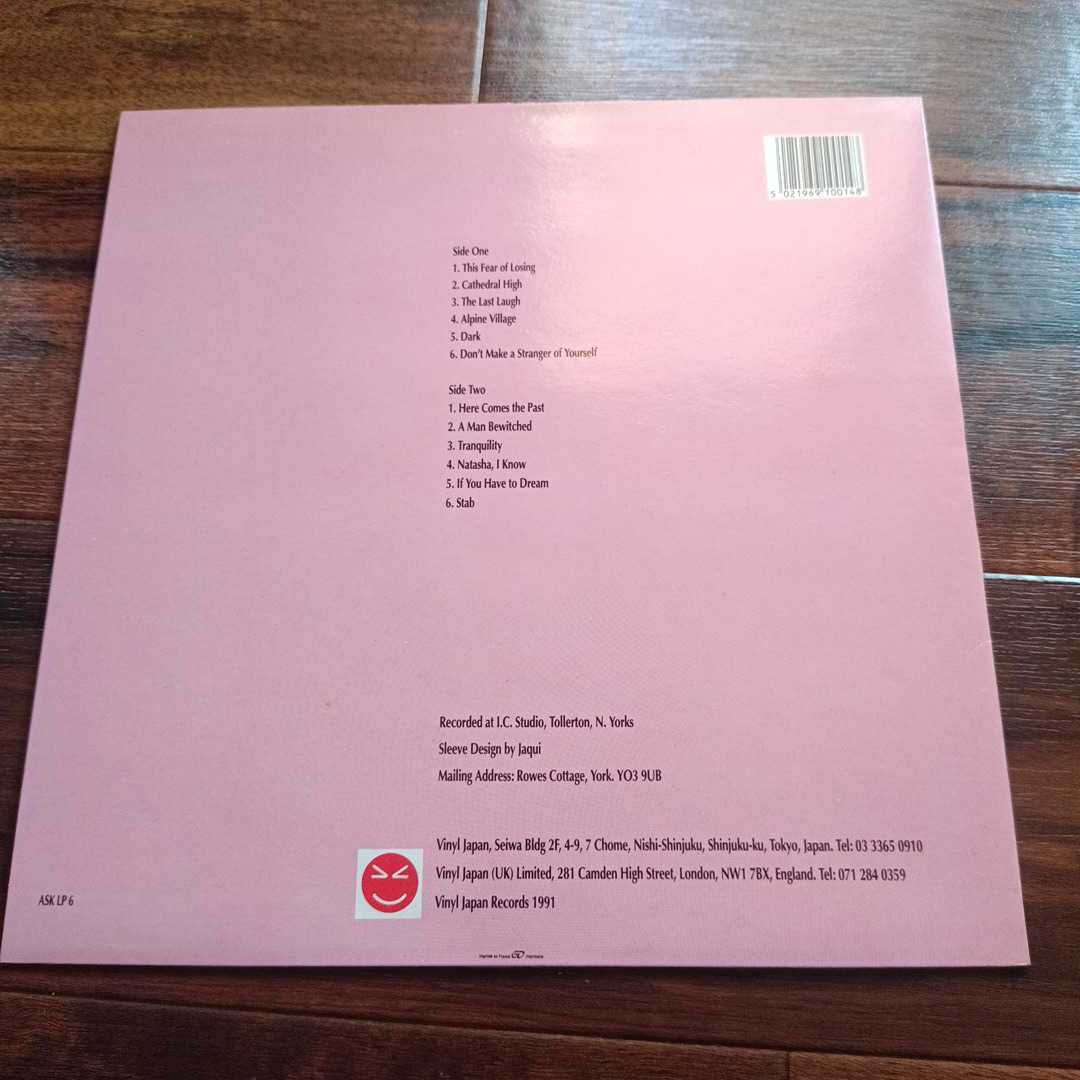 5 021969 100148
Side One
1. This Fear of Losing
2. Cathedral High
3. The Last Laugh
4. Alpine Village
5. Dark
6. Don't Make a Stranger of Yourself
Side Two
1. Here Comes the Past
2. A Man Bewitched
3. Tranquility
4. Natasha, I Know
5. If You Have to Dream
6. Stab
Recorded at I.C. Studio, Tollerton, N. Yorks
Sleeve Design by Jaqui
Mailing Address: Rowes Cottage, York. YO3 9UB
Vinyl Japan, Seiwa Bldg 2F, 4-9, 7 Chome, Nishi-Shinjuku, Shinjuku-ku, Tokyo, Japan. Tel: 03 3365 0910
Vinyl Japan (UK) Limited, 281 Camden High Street, London, NW1 7BX, England. Tel: 071 284 0359
Vinyl Japan Records 1991
ASK LP 6